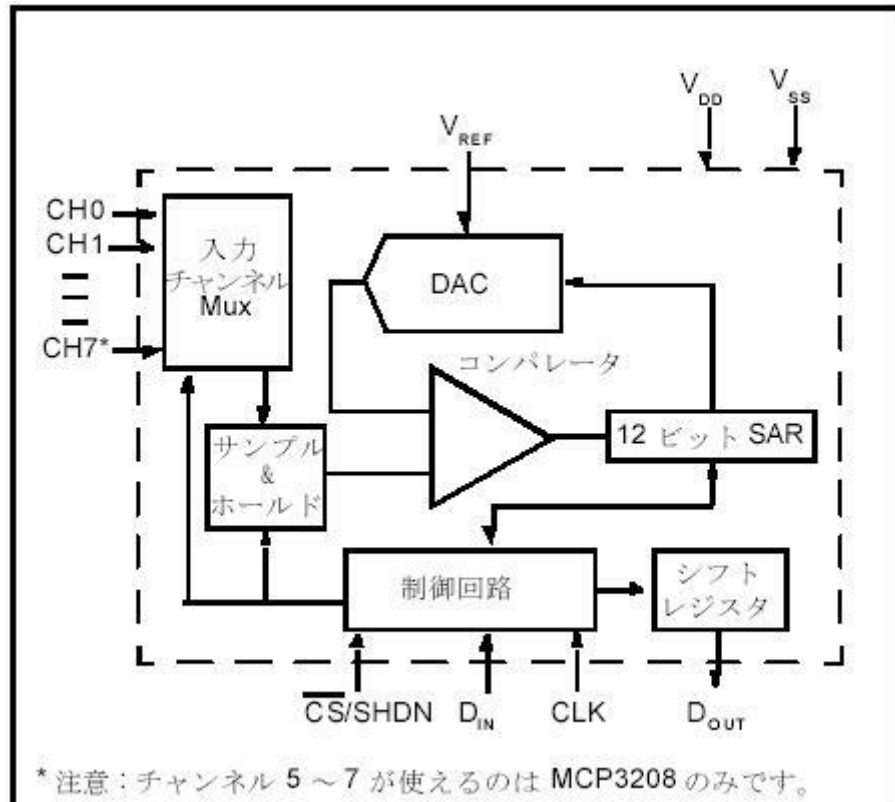 V_DD
V_SS
V_REF
CH0
CH1
CH7*
入力
チャンネル
Mux
DAC
コンパレータ
サンプル
&
ホールド
12 ビット SAR
制御回路
シフト
レジスタ
CS/SHDN
D_IN
CLK
D_OUT
* 注意：チャンネル 5 ～ 7 が使えるのは MCP3208 のみです。